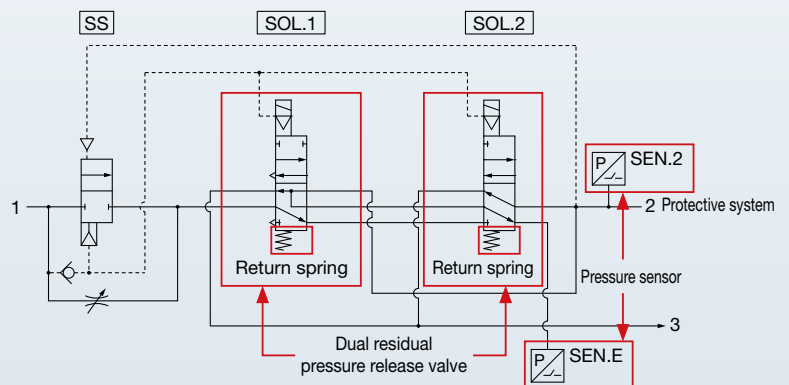 SS
SOL.1
SOL.2
P
SEN.2
1
2 Protective system
Return spring
Return spring
Pressure sensor
3
Dual residual
pressure release valve
P
SEN.E